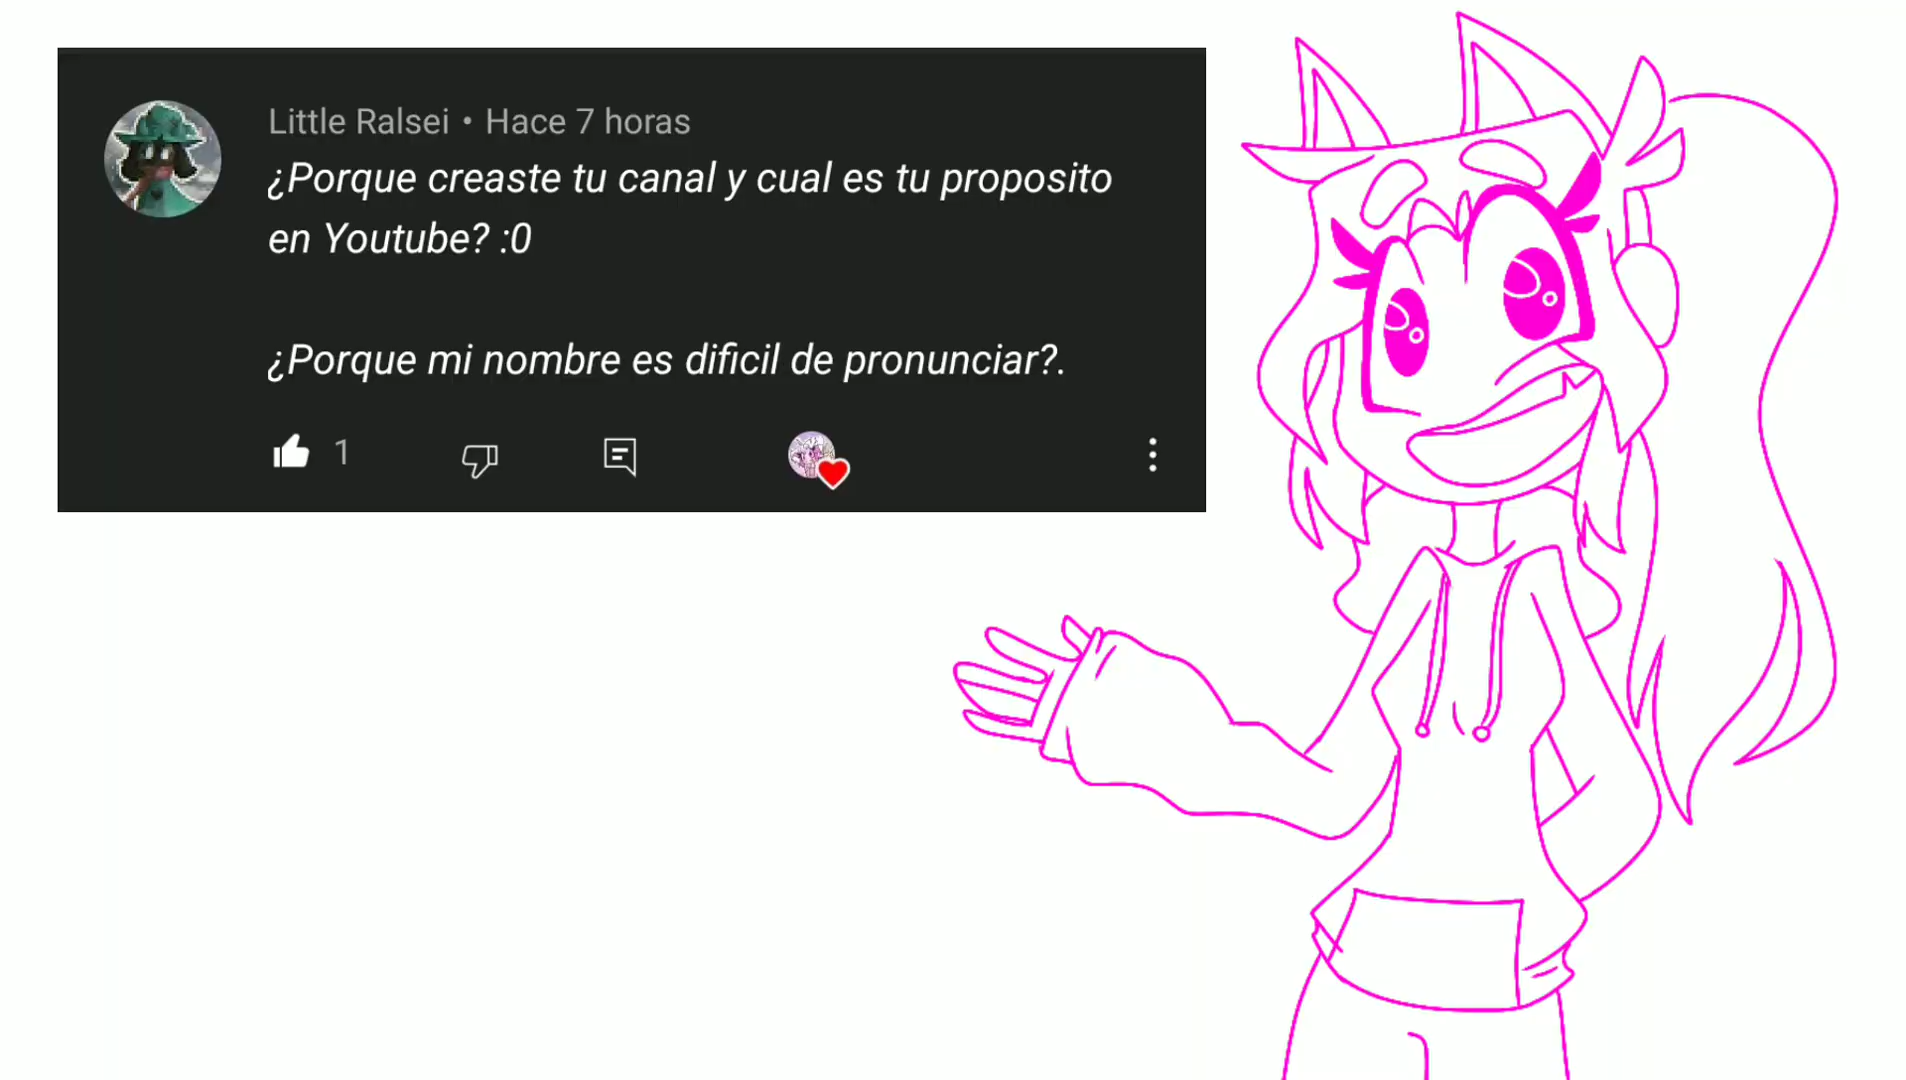 Little Ralsei • Hace 7 horas
¿Porque creaste tu canal y cual es tu proposito
en Youtube? :0
¿Porque mi nombre es dificil de pronunciar?.
1